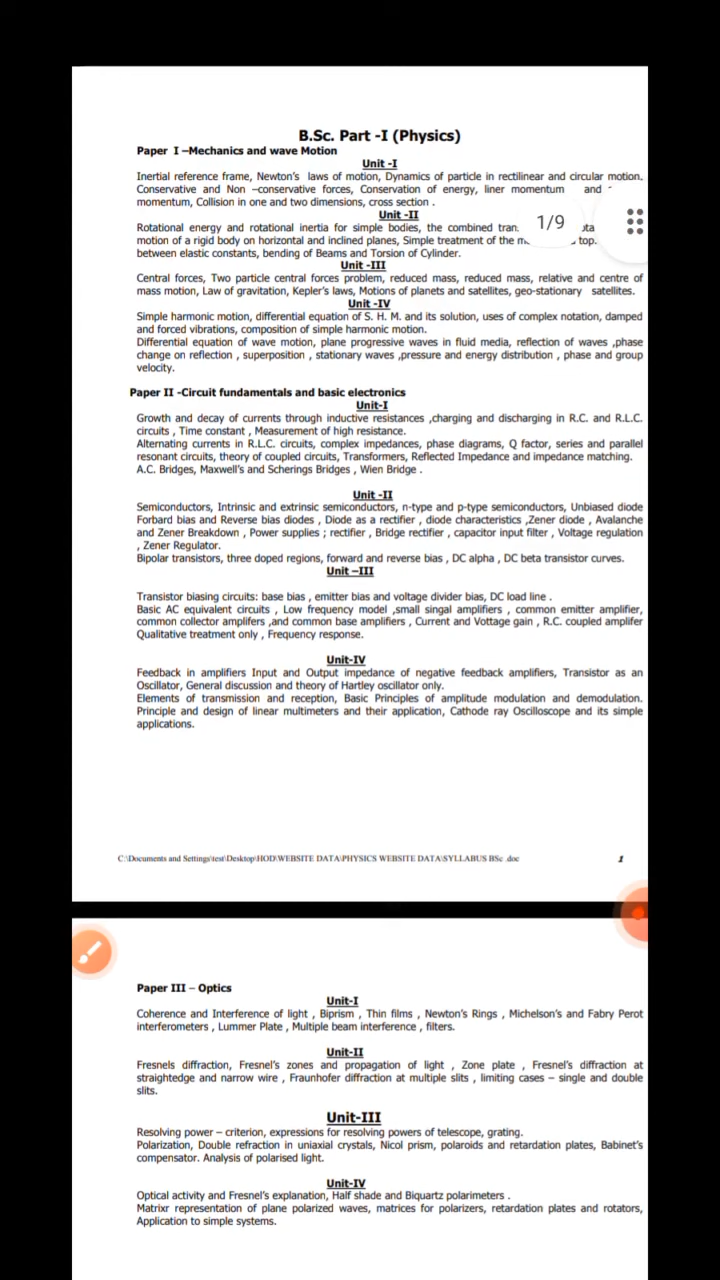 B.Sc. Part -I (Physics)
Paper I –Mechanics and wave Motion
Unit -I
Inertial reference frame, Newton's laws of motion, Dynamics of particle in rectilinear and circular motion.
Conservative and Non –conservative forces, Conservation of energy, liner momentum and
momentum, Collision in one and two dimensions, cross section .
Unit -II
Rotational energy and rotational inertia for simple bodies, the combined
motion of a rigid body on horizontal and inclined planes, Simple treatment of the top.
between elastic constants, bending of Beams and Torsion of Cylinder.
1/9
Unit -III
Central forces, Two particle central forces problem, reduced mass, reduced mass, relative and centre of
mass motion, Law of gravitation, Kepler's laws, Motions of planets and satellites, geo-stationary satellites.
Unit -IV
Simple harmonic motion, differential equation of S. H. M. and its solution, uses of complex notation, damped
and forced vibrations, composition of simple harmonic motion.
Differential equation of wave motion, plane progressive waves in fluid media, reflection of waves ,phase
change on reflection , superposition , stationary waves ,pressure and energy distribution , phase and group
velocity.
Paper II -Circuit fundamentals and basic electronics
Unit-I
Growth and decay of currents through inductive resistances ,charging and discharging in R.C. and R.L.C.
circuits , Time constant , Measurement of high resistance.
Alternating currents in R.L.C. circuits, complex impedances, phase diagrams, Q factor, series and parallel
resonant circuits, theory of coupled circuits, Transformers, Reflected Impedance and impedance matching.
A.C. Bridges, Maxwell's and Scherings Bridges , Wien Bridge .
Unit -II
Semiconductors, Intrinsic and extrinsic semiconductors, n-type and p-type semiconductors, Unbiased diode
Forbard bias and Reverse bias diodes , Diode as a rectifier , diode characteristics ,Zener diode , Avalanche
and Zener Breakdown , Power supplies ; rectifier , Bridge rectifier , capacitor input filter , Voltage regulation
, Zener Regulator.
Bipolar transistors, three doped regions, forward and reverse bias , DC alpha , DC beta transistor curves.
Unit –III
Transistor biasing circuits: base bias , emitter bias and voltage divider bias, DC load line .
Basic AC equivalent circuits , Low frequency model ,small singal amplifiers , common emitter amplifier,
common collector amplifers ,and common base amplifiers , Current and Vottage gain , R.C. coupled amplifer
Qualitative treatment only , Frequency response.
Unit-IV
Feedback in amplifiers Input and Output impedance of negative feedback amplifiers, Transistor as an
Oscillator, General discussion and theory of Hartley oscillator only.
Elements of transmission and reception, Basic Principles of amplitude modulation and demodulation.
Principle and design of linear multimeters and their application, Cathode ray Oscilloscope and its simple
applications.
C:\Documents and Settings\test\Desktop\HOD\WEBSITE DATA\PHYSICS WEBSITE DATA\SYLLABUS BSc .doc 1
Paper III – Optics
Unit-I
Coherence and Interference of light , Biprism , Thin films , Newton's Rings , Michelson's and Fabry Perot
interferometers , Lummer Plate , Multiple beam interference , filters.
Unit-II
Fresnels diffraction, Fresnel's zones and propagation of light , Zone plate , Fresnel's diffraction at
straightedge and narrow wire , Fraunhofer diffraction at multiple slits , limiting cases – single and double
slits.
Unit-III
Resolving power – criterion, expressions for resolving powers of telescope, grating.
Polarization, Double refraction in uniaxial crystals, Nicol prism, polaroids and retardation plates, Babinet's
compensator. Analysis of polarised light.
Unit-IV
Optical activity and Fresnel's explanation, Half shade and Biquartz polarimeters .
Matrixr representation of plane polarized waves, matrices for polarizers, retardation plates and rotators,
Application to simple systems.